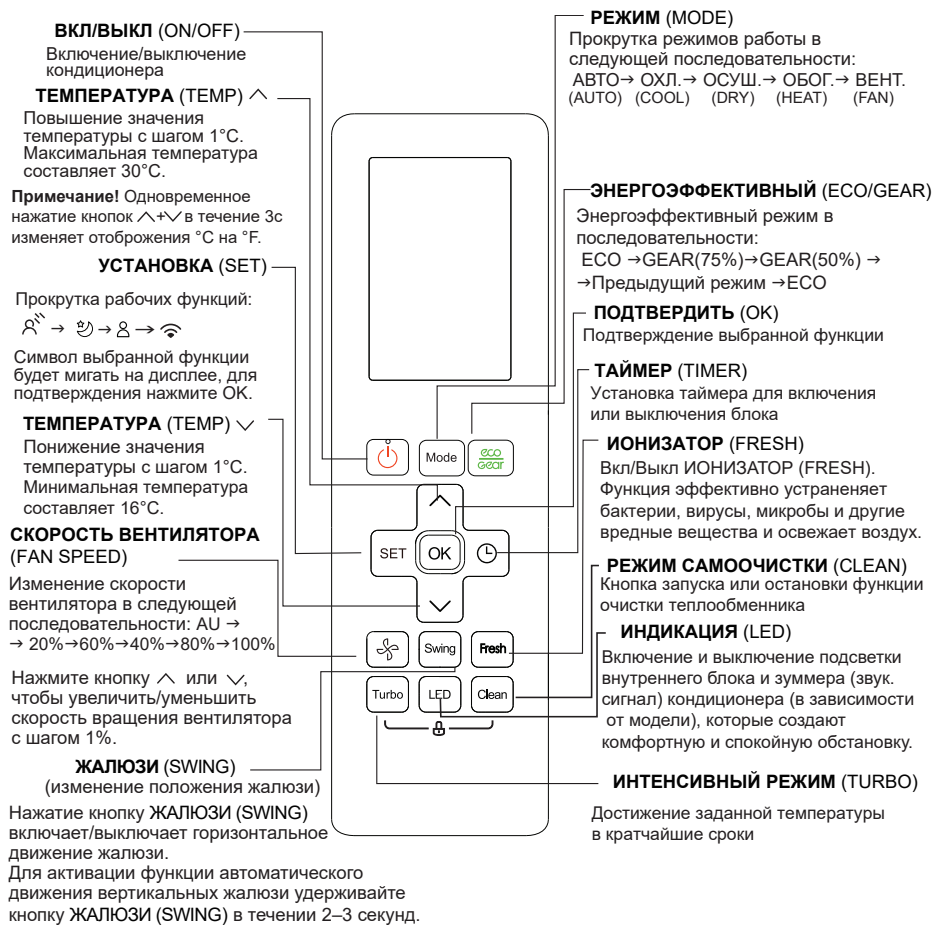 ВКЛ/ВЫКЛ (ON/OFF)
Включение/выключение
кондиционера
ТЕМПЕРАТУРА (TEMP) ︿
Повышение значения
температуры с шагом 1°C.
Максимальная температура
составляет 30°C.
Примечание! Одновременное
нажатие кнопок ︿+﹀ в течение 3с
изменяет отоброжения °C на °F.
УСТАНОВКА (SET)
Прокрутка рабочих функций:
→ → →
Символ выбранной функции
будет мигать на дисплее, для
подтверждения нажмите OK.
ТЕМПЕРАТУРА (TEMP) ﹀
Понижение значения
температуры с шагом 1°C.
Минимальная температура
составляет 16°C.
СКОРОСТЬ ВЕНТИЛЯТОРА
(FAN SPEED)
Изменение скорости
вентилятора в следующей
последовательности: AU →
→ 20%→60%→40%→80%→100%
Нажмите кнопку ︿ или ﹀,
чтобы увеличить/уменьшить
скорость вращения вентилятора
с шагом 1%.
ЖАЛЮЗИ (SWING)
(изменение положения жалюзи)
Нажатие кнопку ЖАЛЮЗИ (SWING)
включает/выключает горизонтальное
движение жалюзи.
Для активации функции автоматического
движения вертикальных жалюзи удерживайте
кнопку ЖАЛЮЗИ (SWING) в течении 2–3 секунд.
Mode
eco
gear
SET
OK
Swing
Fresh
Turbo
LED
Clean
РЕЖИМ (MODE)
Прокрутка режимов работы в
следующей последовательности:
АВТО→ ОХЛ.→ ОСУШ.→ ОБОГ.→ ВЕНТ.
(AUTO) (COOL) (DRY) (HEAT) (FAN)
ЭНЕРГОЭФФЕКТИВНЫЙ (ECO/GEAR)
Энергоэффективный режим в
последовательности:
ECO →GEAR(75%)→GEAR(50%) →
→Предыдущий режим →ECO
ПОДТВЕРДИТЬ (OK)
Подтверждение выбранной функции
ТАЙМЕР (TIMER)
Установка таймера для включения
или выключения блока
ИОНИЗАТОР (FRESH)
Вкл/Выкл ИОНИЗАТОР (FRESH).
Функция эффективно устраненяет
бактерии, вирусы, микробы и другие
вредные вещества и освежает воздух.
РЕЖИМ САМООЧИСТКИ (CLEAN)
Кнопка запуска или остановки функции
очистки теплообменника
ИНДИКАЦИЯ (LED)
Включение и выключение подсветки
внутреннего блока и зуммера (звук.
сигнал) кондиционера (в зависимости
от модели), которые создают
комфортную и спокойную обстановку.
ИНТЕНСИВНЫЙ РЕЖИМ (TURBO)
Достижение заданной температуры
в кратчайшие сроки